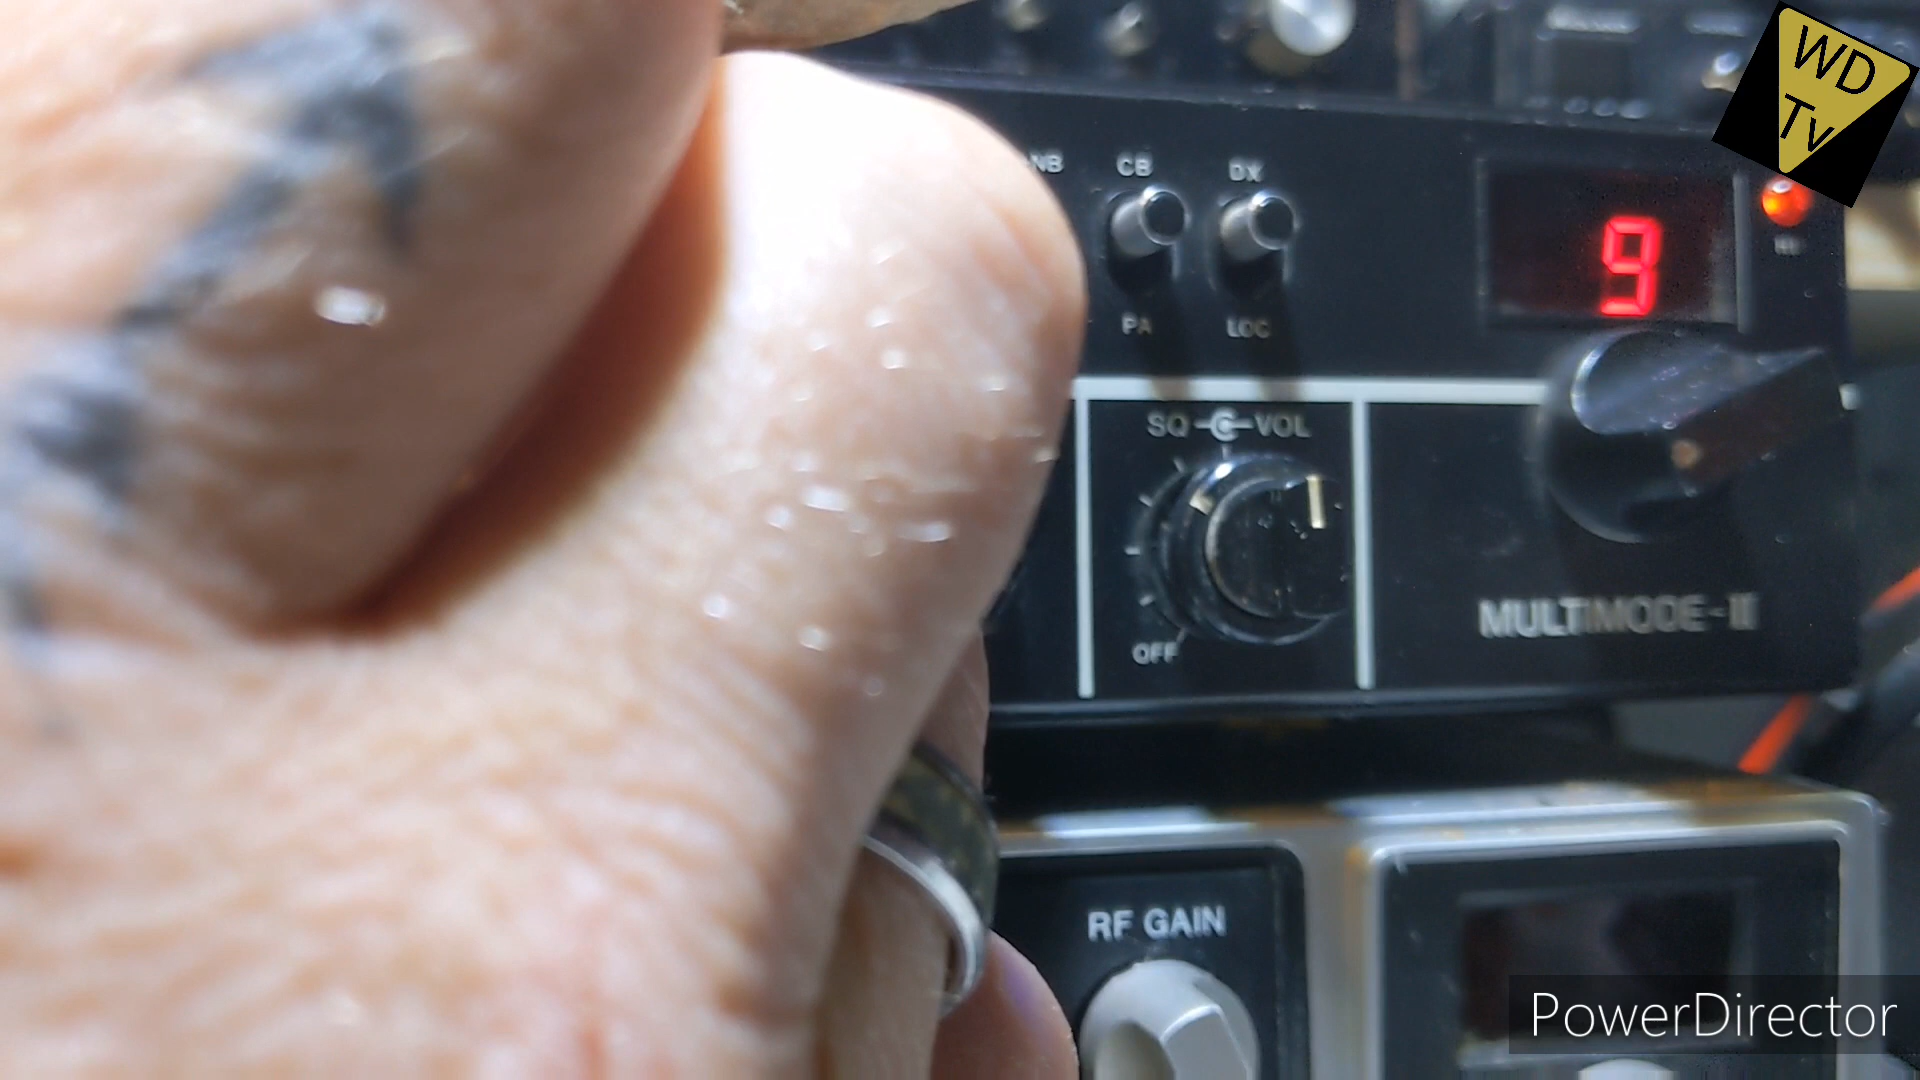 WD
Tv
NB CB DX
PA LOC
9
SQ VOL
OFF
MULTIMODE-II
RF GAIN
PowerDirector